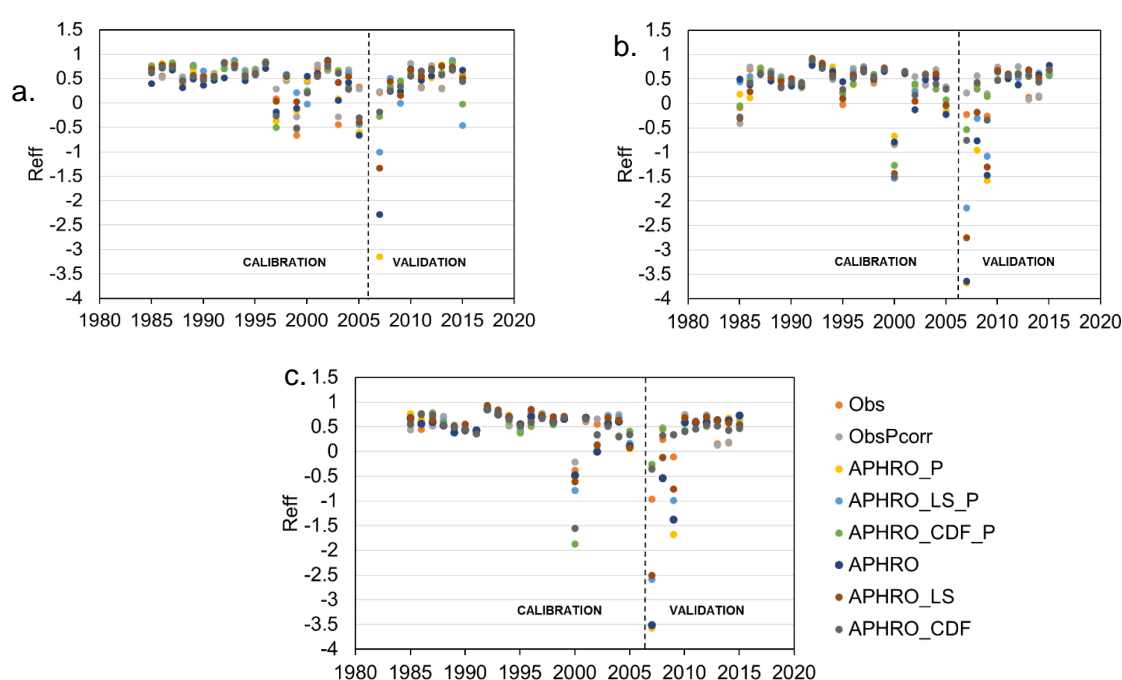 a.
1.5
1
0.5
0
-0.5
-1
-1.5
-2
-2.5
-3
-3.5
-4
Reff
CALIBRATION VALIDATION
1980 1985 1990 1995 2000 2005 2010 2015 2020
b.
1.5
1
0.5
0
-0.5
-1
-1.5
-2
-2.5
-3
-3.5
-4
Reff
CALIBRATION VALIDATION
1980 1985 1990 1995 2000 2005 2010 2015 2020
c.
1.5
1
0.5
0
-0.5
-1
-1.5
-2
-2.5
-3
-3.5
-4
Reff
CALIBRATION VALIDATION
1980 1985 1990 1995 2000 2005 2010 2015 2020
Obs
ObsPcorr
APHRO_P
APHRO_LS_P
APHRO_CDF_P
APHRO
APHRO_LS
APHRO_CDF